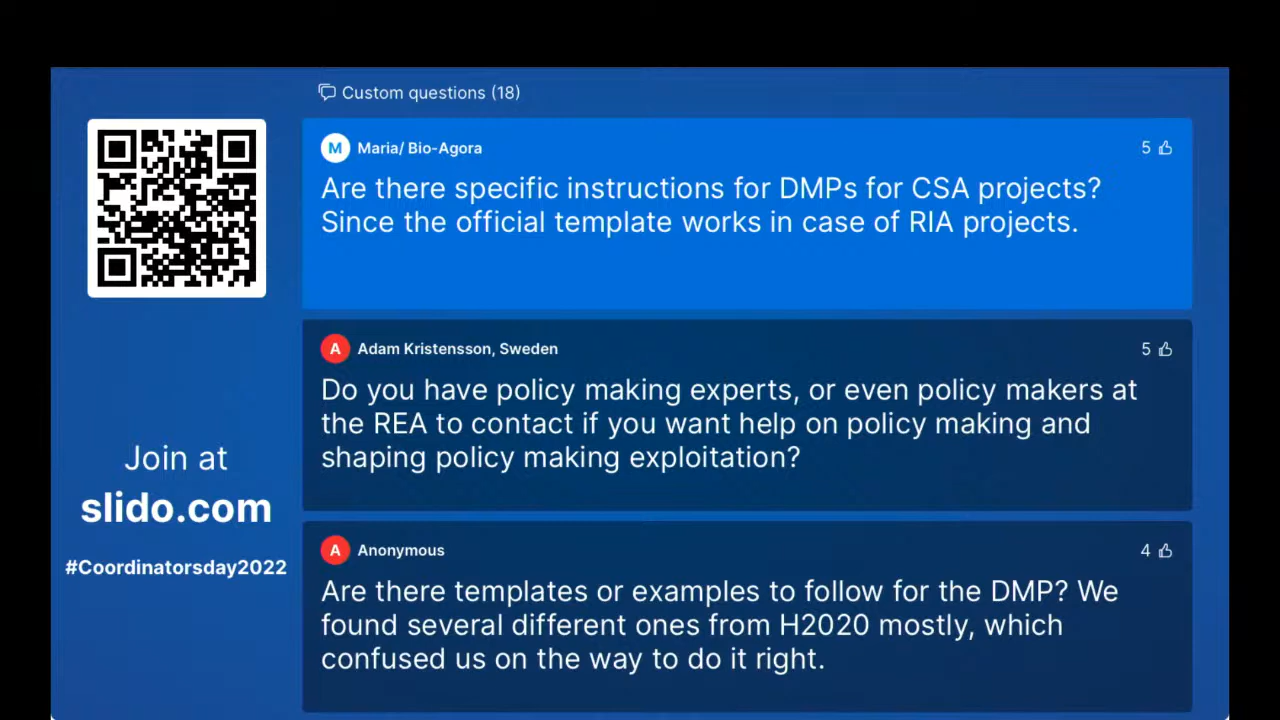 Custom questions (18)
M Maria/ Bio-Agora 5
Are there specific instructions for DMPs for CSA projects?
Since the official template works in case of RIA projects.
A Adam Kristensson, Sweden 5
Do you have policy making experts, or even policy makers at
the REA to contact if you want help on policy making and
shaping policy making exploitation?
Join at
slido.com
#Coordinatorsday2022
A Anonymous 4
Are there templates or examples to follow for the DMP? We
found several different ones from H2020 mostly, which
confused us on the way to do it right.